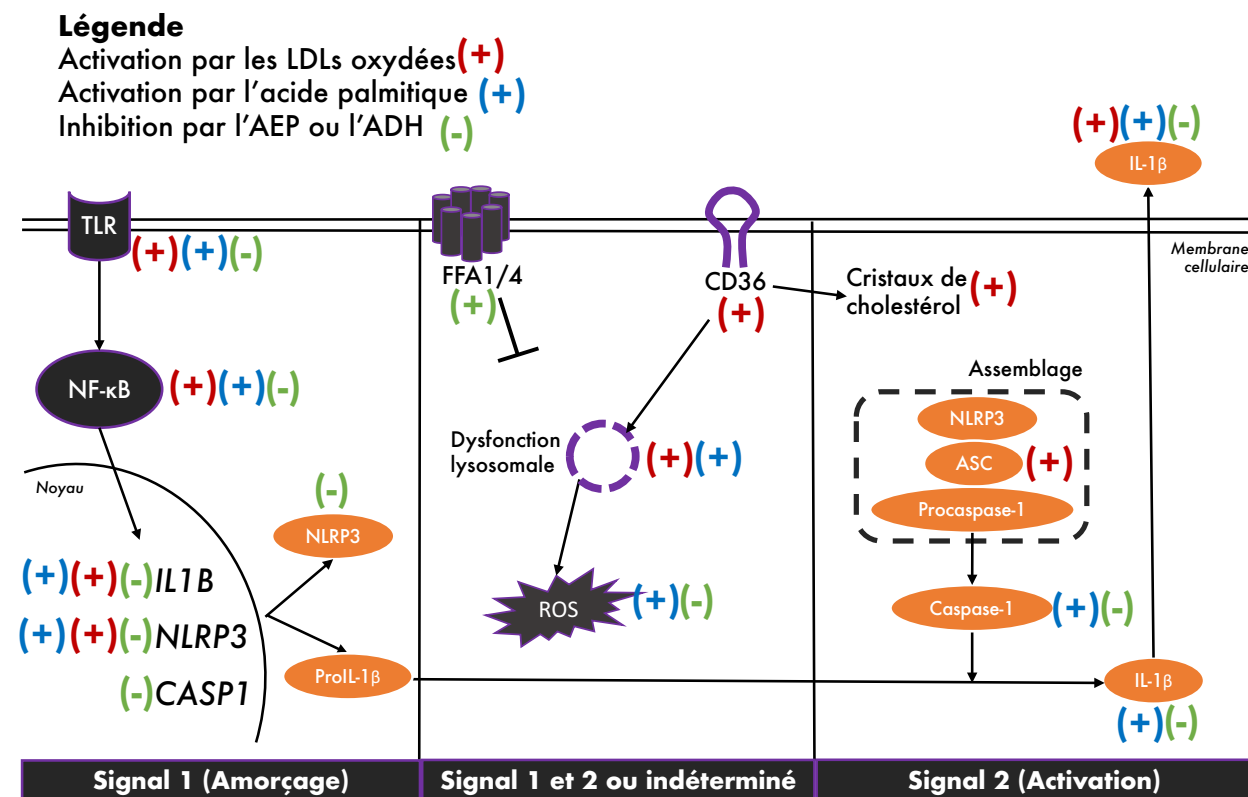 Légende
Activation par les LDLs oxydées (+)
Activation par l'acide palmitique (+)
Inhibition par l'AEP ou l'ADH (-)
(+)(+)(-)
IL-1β
TLR
(+)(+)(-)
Membrane
cellulaire
FFA1/4
(+)
CD36
(+)
Cristaux de
cholestérol (+)
NF-κB (+)(+)(-)
Assemblage
NLRP3
ASC (+)
Procaspase-1
Dysfonction
lysosomale
(+)(+)
Noyau
(-)
NLRP3
(+)(+)(-)IL1B
(+)(+)(-)NLRP3
(-)CASP1
ProIL-1β
ROS (+)(-)
Caspase-1 (+)(-)
IL-1β
(+)(-)
Signal 1 (Amorçage)
Signal 1 et 2 ou indéterminé
Signal 2 (Activation)